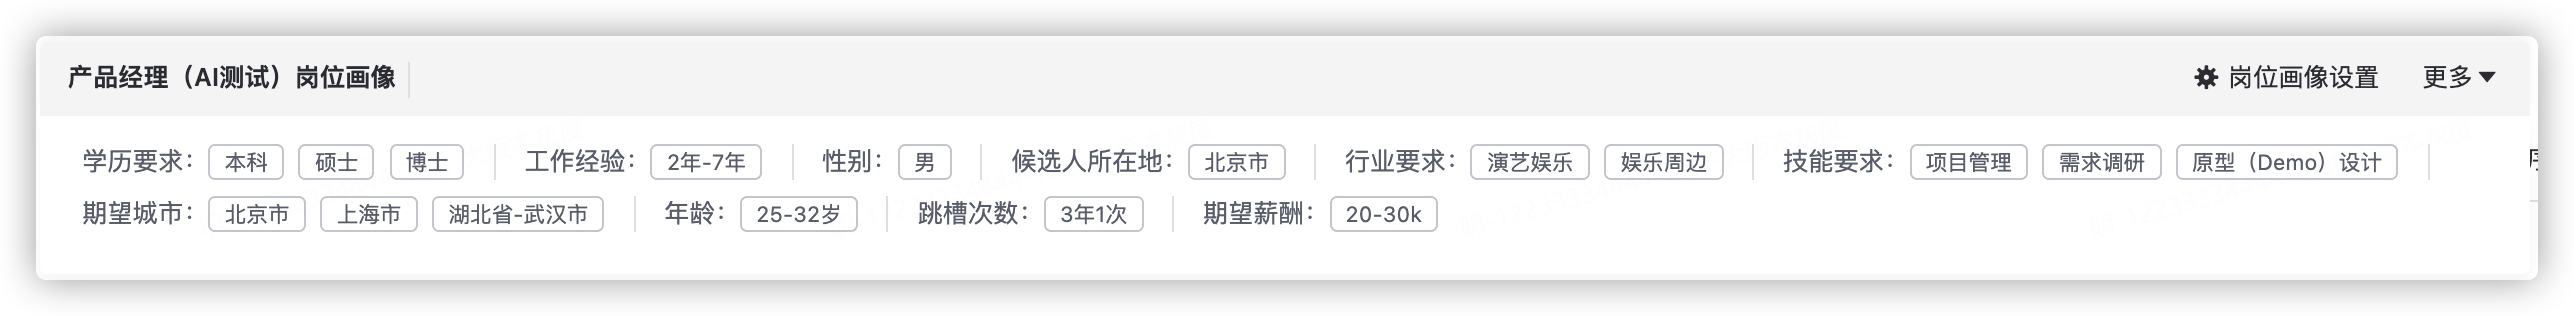 产品经理（AI测试）岗位画像 岗位画像设置 更多
学历要求： 本科 硕士 博士 工作经验： 2年-7年 性别： 男 候选人所在地： 北京市 行业要求： 演艺娱乐 娱乐周边 技能要求： 项目管理 需求调研 原型（Demo）设计
期望城市： 北京市 上海市 湖北省-武汉市 年龄： 25-32岁 跳槽次数： 3年1次 期望薪酬： 20-30k